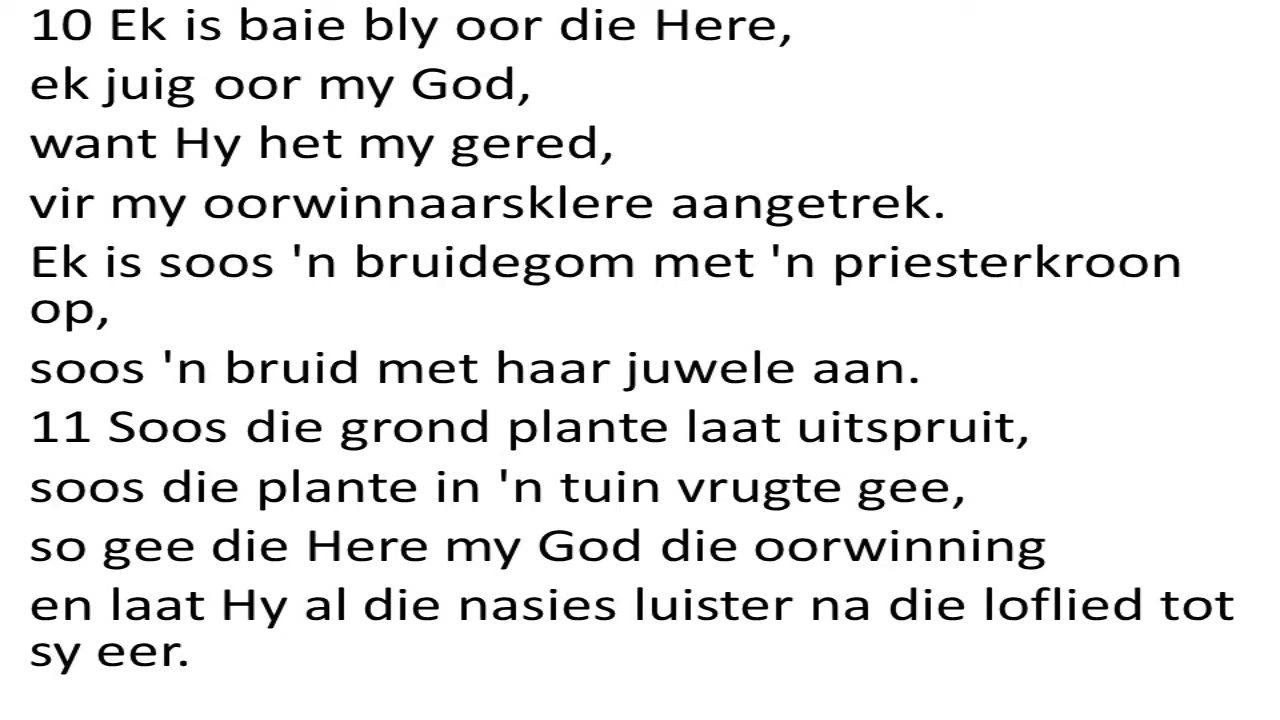 10 Ek is baie bly oor die Here,
ek juig oor my God,
want Hy het my gered,
vir my oorwinnaarsklere aangetrek.
Ek is soos 'n bruidegom met 'n priesterkroon
op,
soos 'n bruid met haar juwele aan.
11 Soos die grond plante laat uitspruit,
soos die plante in 'n tuin vrugte gee,
so gee die Here my God die oorwinning
en laat Hy al die nasies luister na die loflied tot
sy eer.